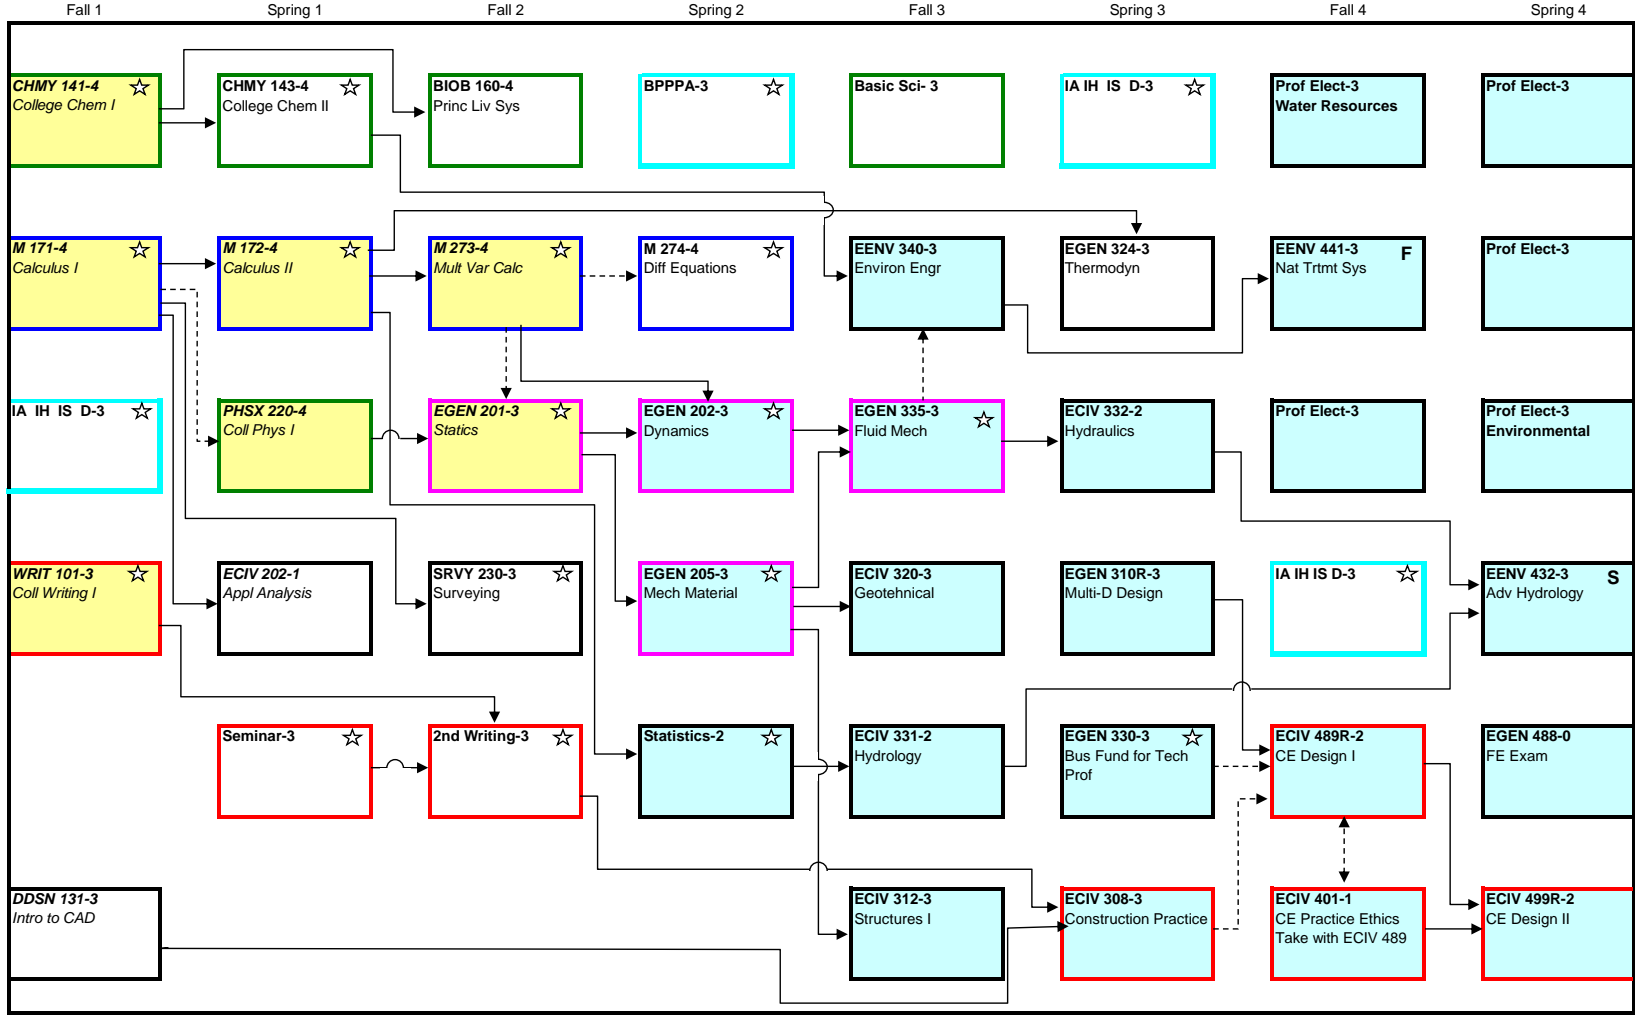 Fall 1 Spring 1 Fall 2 Spring 2 Fall 3 Spring 3 Fall 4 Spring 4
CHMY 141-4
College Chem I
CHMY 143-4
College Chem II
BIOB 160-4
Princ Liv Sys
BPPPA-3
Basic Sci- 3
IA IH IS D-3
Prof Elect-3
Water Resources
Prof Elect-3
M 171-4
Calculus I
M 172-4
Calculus II
M 273-4
Mult Var Calc
M 274-4
Diff Equations
EENV 340-3
Environ Engr
EGEN 324-3
Thermodyn
EENV 441-3 F
Nat Trtmt Sys
Prof Elect-3
IA IH IS D-3
PHSX 220-4
Coll Phys I
EGEN 201-3
Statics
EGEN 202-3
Dynamics
EGEN 335-3
Fluid Mech
ECIV 332-2
Hydraulics
Prof Elect-3
Prof Elect-3
Environmental
WRIT 101-3
Coll Writing I
ECIV 202-1
Appl Analysis
SRVY 230-3
Surveying
EGEN 205-3
Mech Material
ECIV 320-3
Geotehnical
EGEN 310R-3
Multi-D Design
IA IH IS D-3
EENV 432-3 S
Adv Hydrology
Seminar-3
2nd Writing-3
Statistics-2
ECIV 331-2
Hydrology
EGEN 330-3
Bus Fund for Tech
Prof
ECIV 489R-2
CE Design I
EGEN 488-0
FE Exam
DDSN 131-3
Intro to CAD
ECIV 312-3
Structures I
ECIV 308-3
Construction Practice
ECIV 401-1
CE Practice Ethics
Take with ECIV 489
ECIV 499R-2
CE Design II